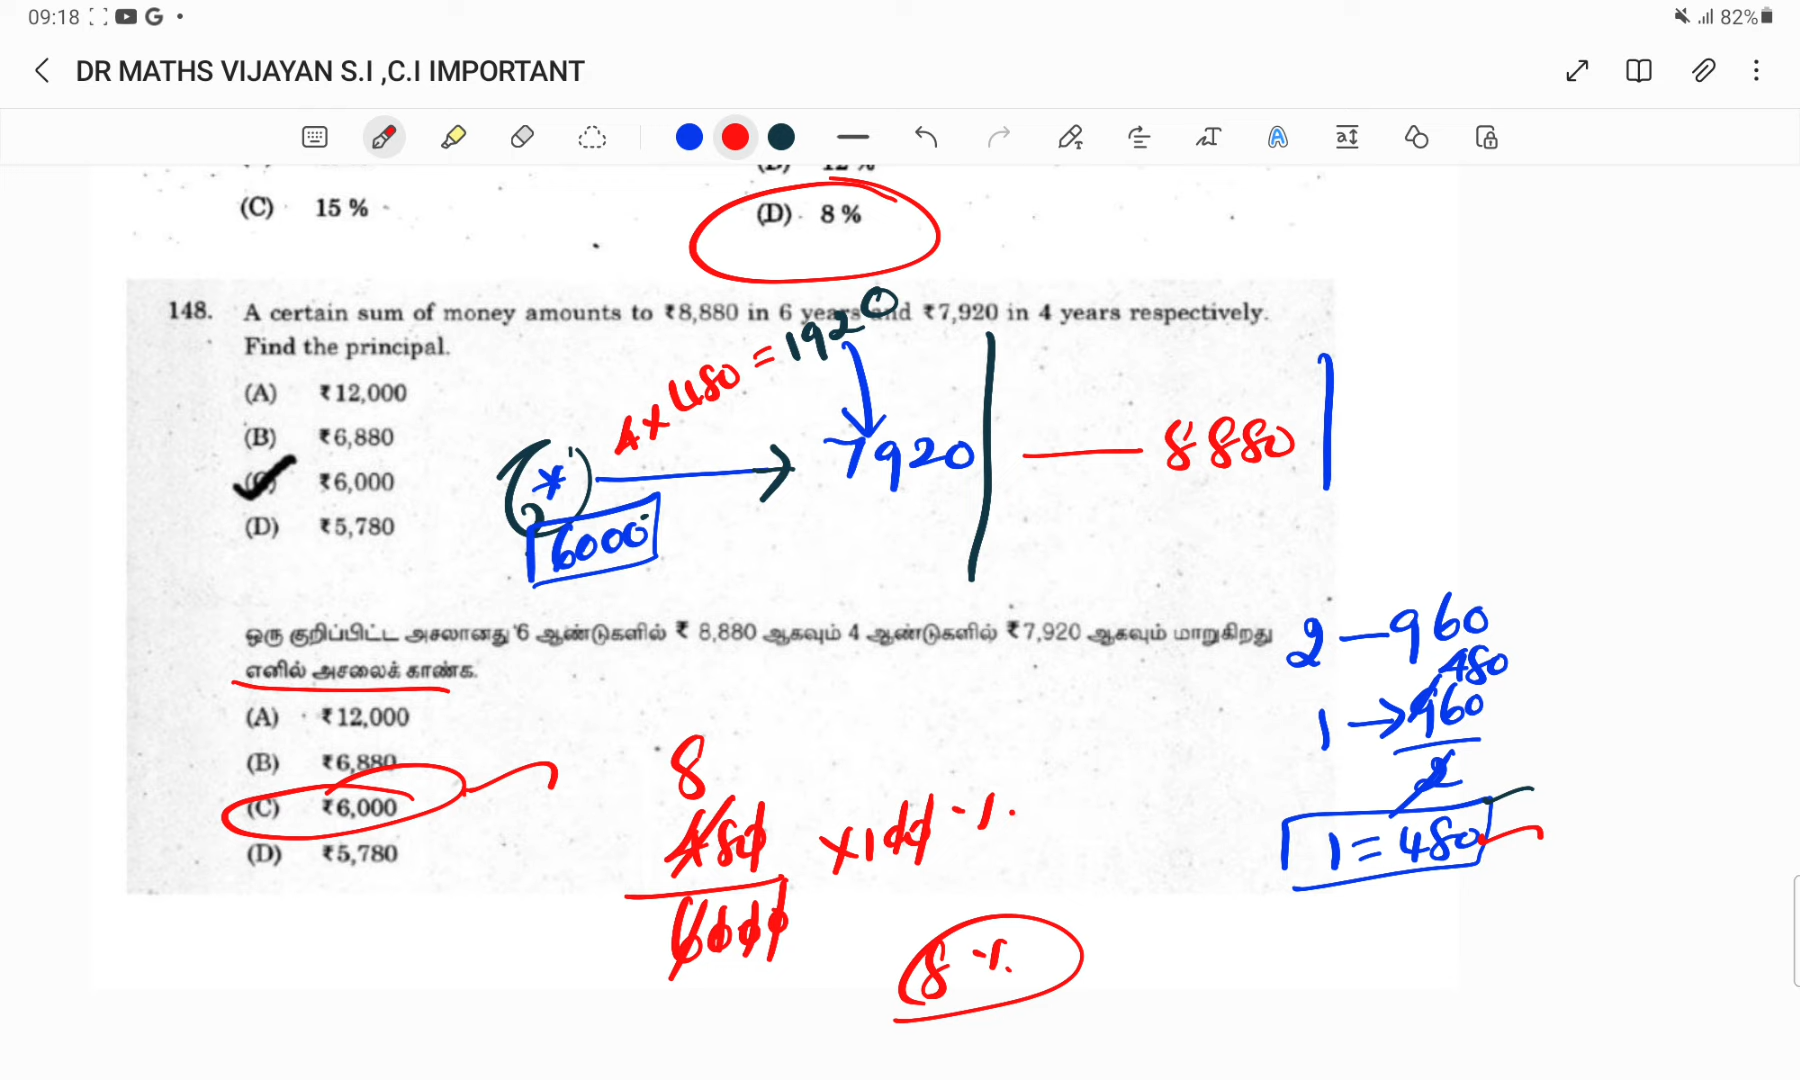 09:18
82%
DR MATHS VIJAYAN S.I ,C.I IMPORTANT
12 %
(C) 15 %
(D) 8 %
148. A certain sum of money amounts to ₹8,880 in 6 years and ₹7,920 in 4 years respectively.
Find the principal.
(A) ₹12,000
(B) ₹6,880
(C) ₹6,000
(D) ₹5,780
4 x 480 = 1920
7920
8880
6000
ஒரு குறிப்பிட்ட அசலானது 6 ஆண்டுகளில் ₹ 8,880 ஆகவும் 4 ஆண்டுகளில் ₹7,920 ஆகவும் மாறுகிறது
எனில் அசலைக் காண்க.
(A) ₹12,000
(B) ₹6,880
(C) ₹6,000
(D) ₹5,780
2 — 960
480
1 → 960
2
1 = 480
8
480 x 100 %
6000
8 %